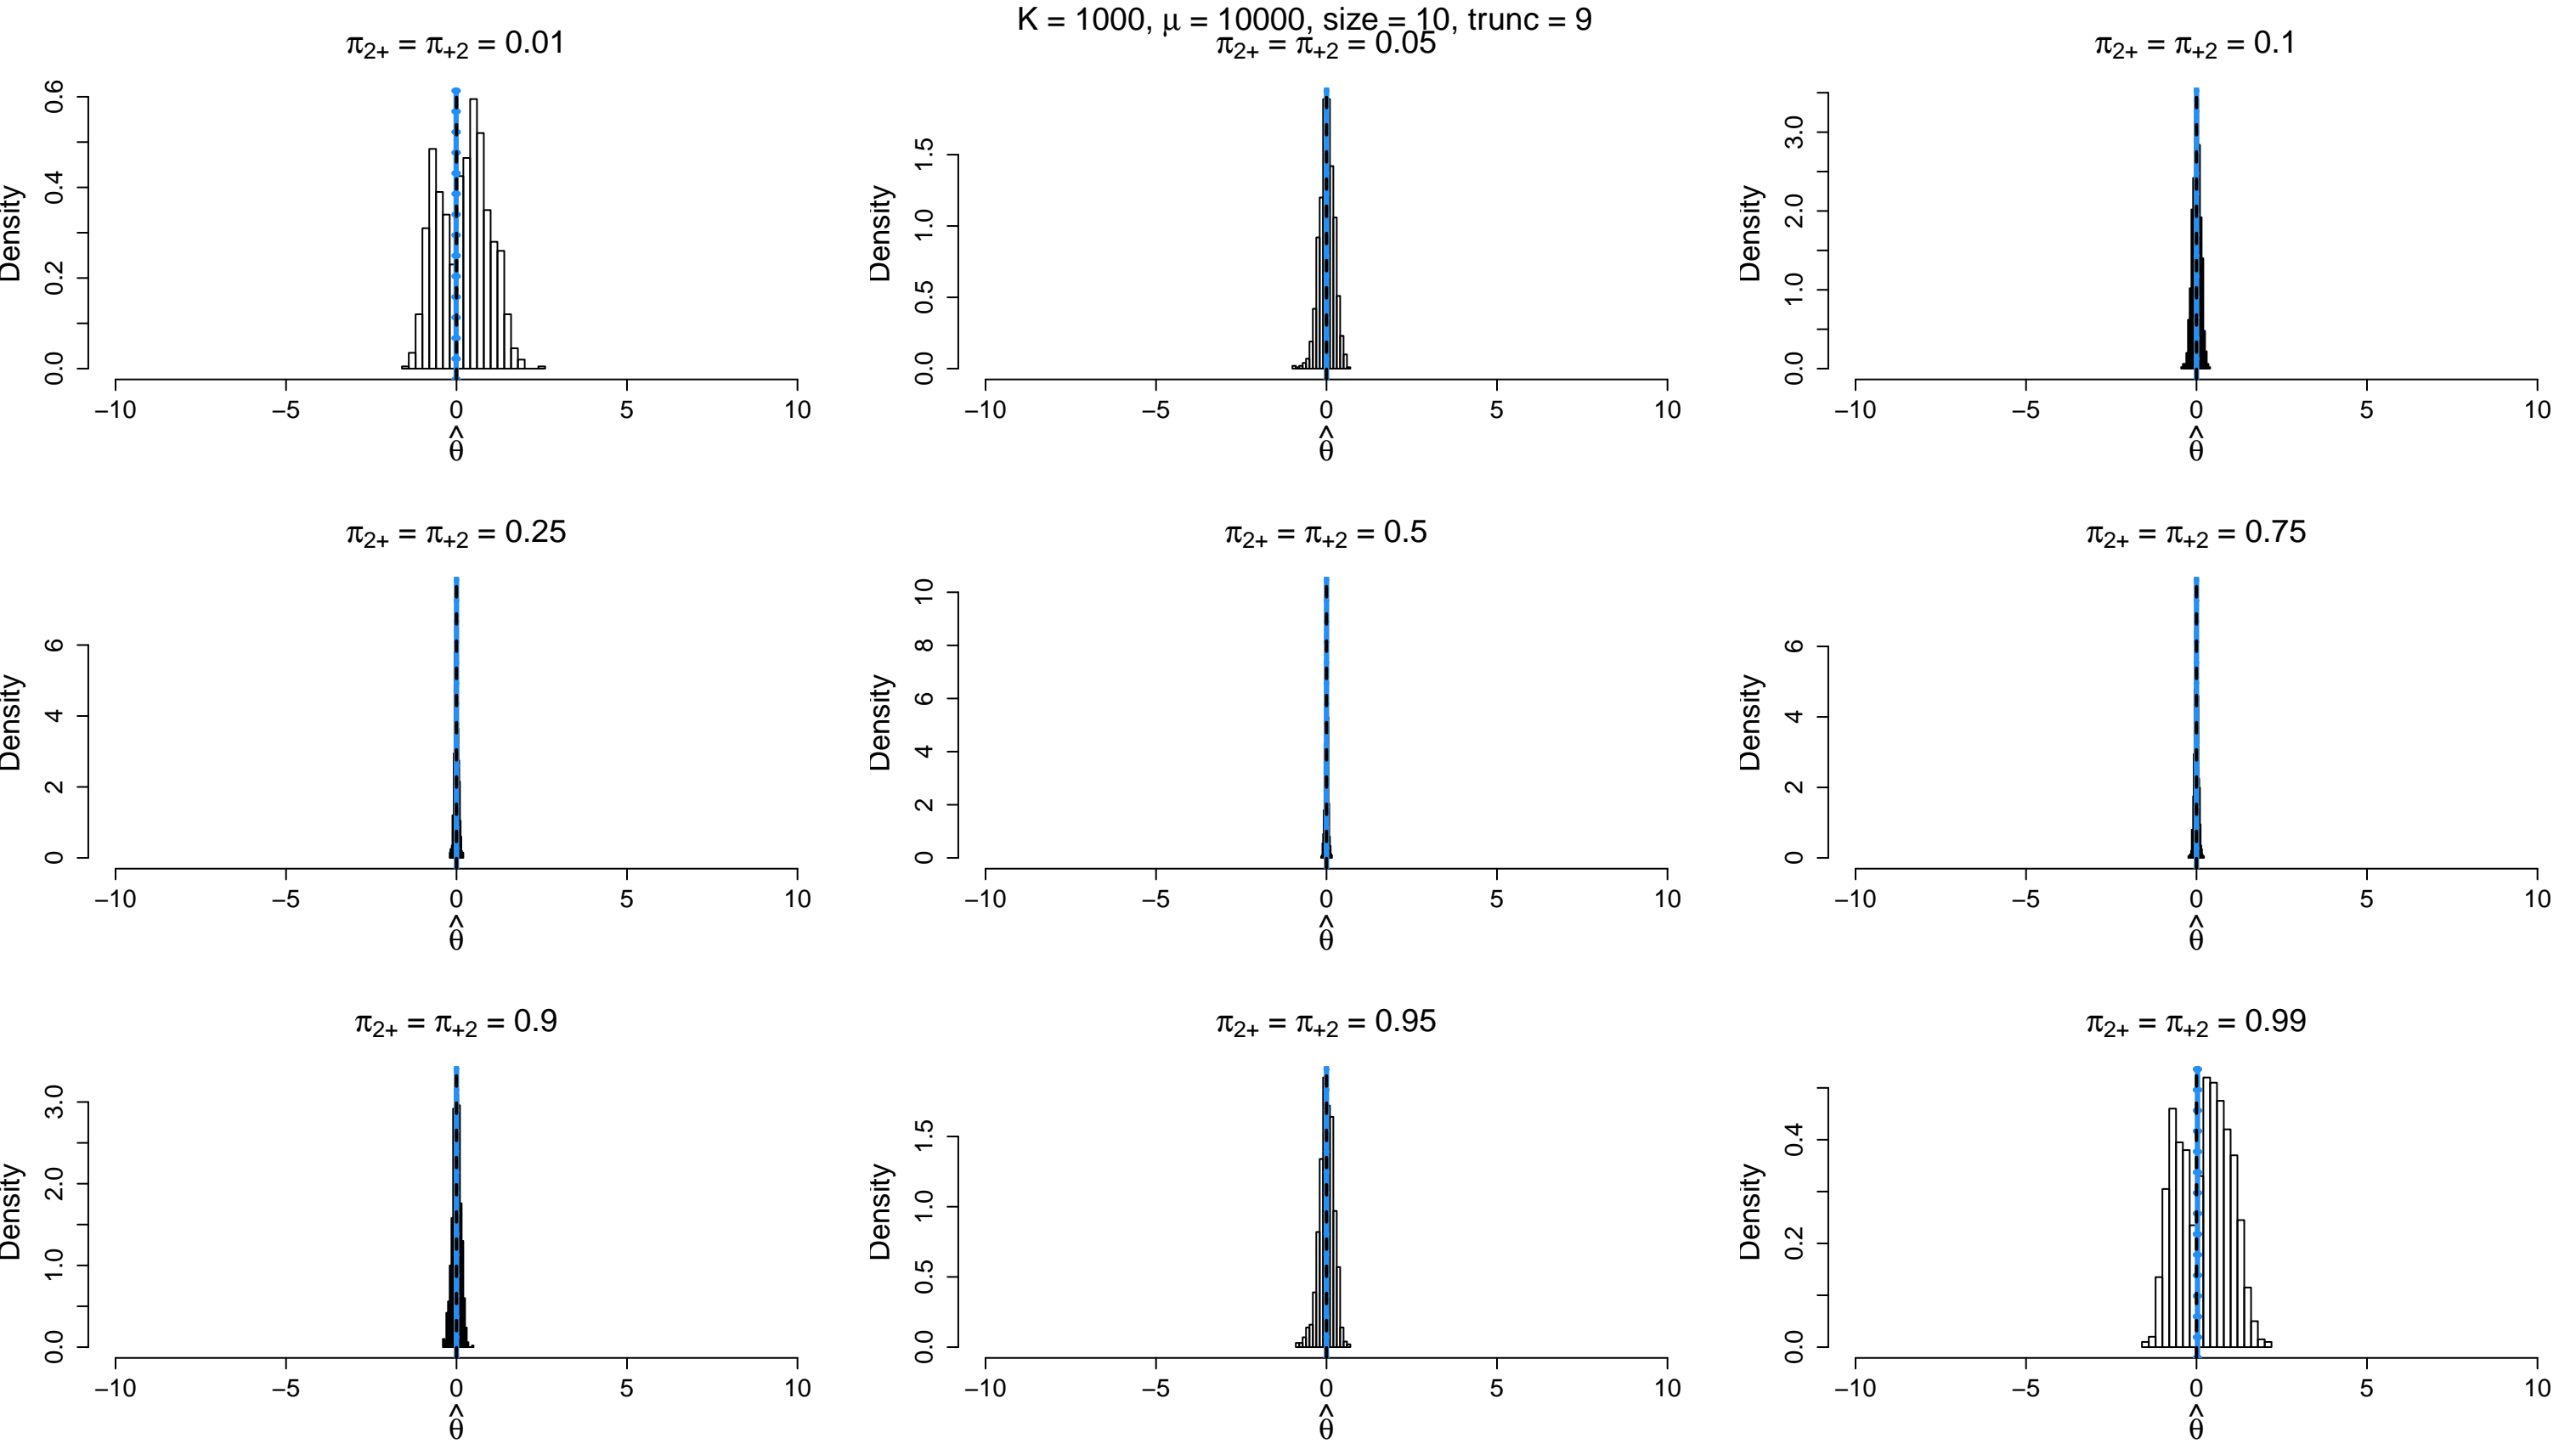 K = 1000, μ = 10000, size = 10, trunc = 9
π2+ = π+2 = 0.01
Density
0.0 0.2 0.4 0.6
−10 −5 0 5 10
θ̂
π2+ = π+2 = 0.05
Density
0.0 0.5 1.0 1.5
−10 −5 0 5 10
θ̂
π2+ = π+2 = 0.1
Density
0.0 1.0 2.0 3.0
−10 −5 0 5 10
θ̂
π2+ = π+2 = 0.25
Density
0 2 4 6
−10 −5 0 5 10
θ̂
π2+ = π+2 = 0.5
Density
0 2 4 6 8 10
−10 −5 0 5 10
θ̂
π2+ = π+2 = 0.75
Density
0 2 4 6
−10 −5 0 5 10
θ̂
π2+ = π+2 = 0.9
Density
0.0 1.0 2.0 3.0
−10 −5 0 5 10
θ̂
π2+ = π+2 = 0.95
Density
0.0 0.5 1.0 1.5
−10 −5 0 5 10
θ̂
π2+ = π+2 = 0.99
Density
0.0 0.2 0.4
−10 −5 0 5 10
θ̂